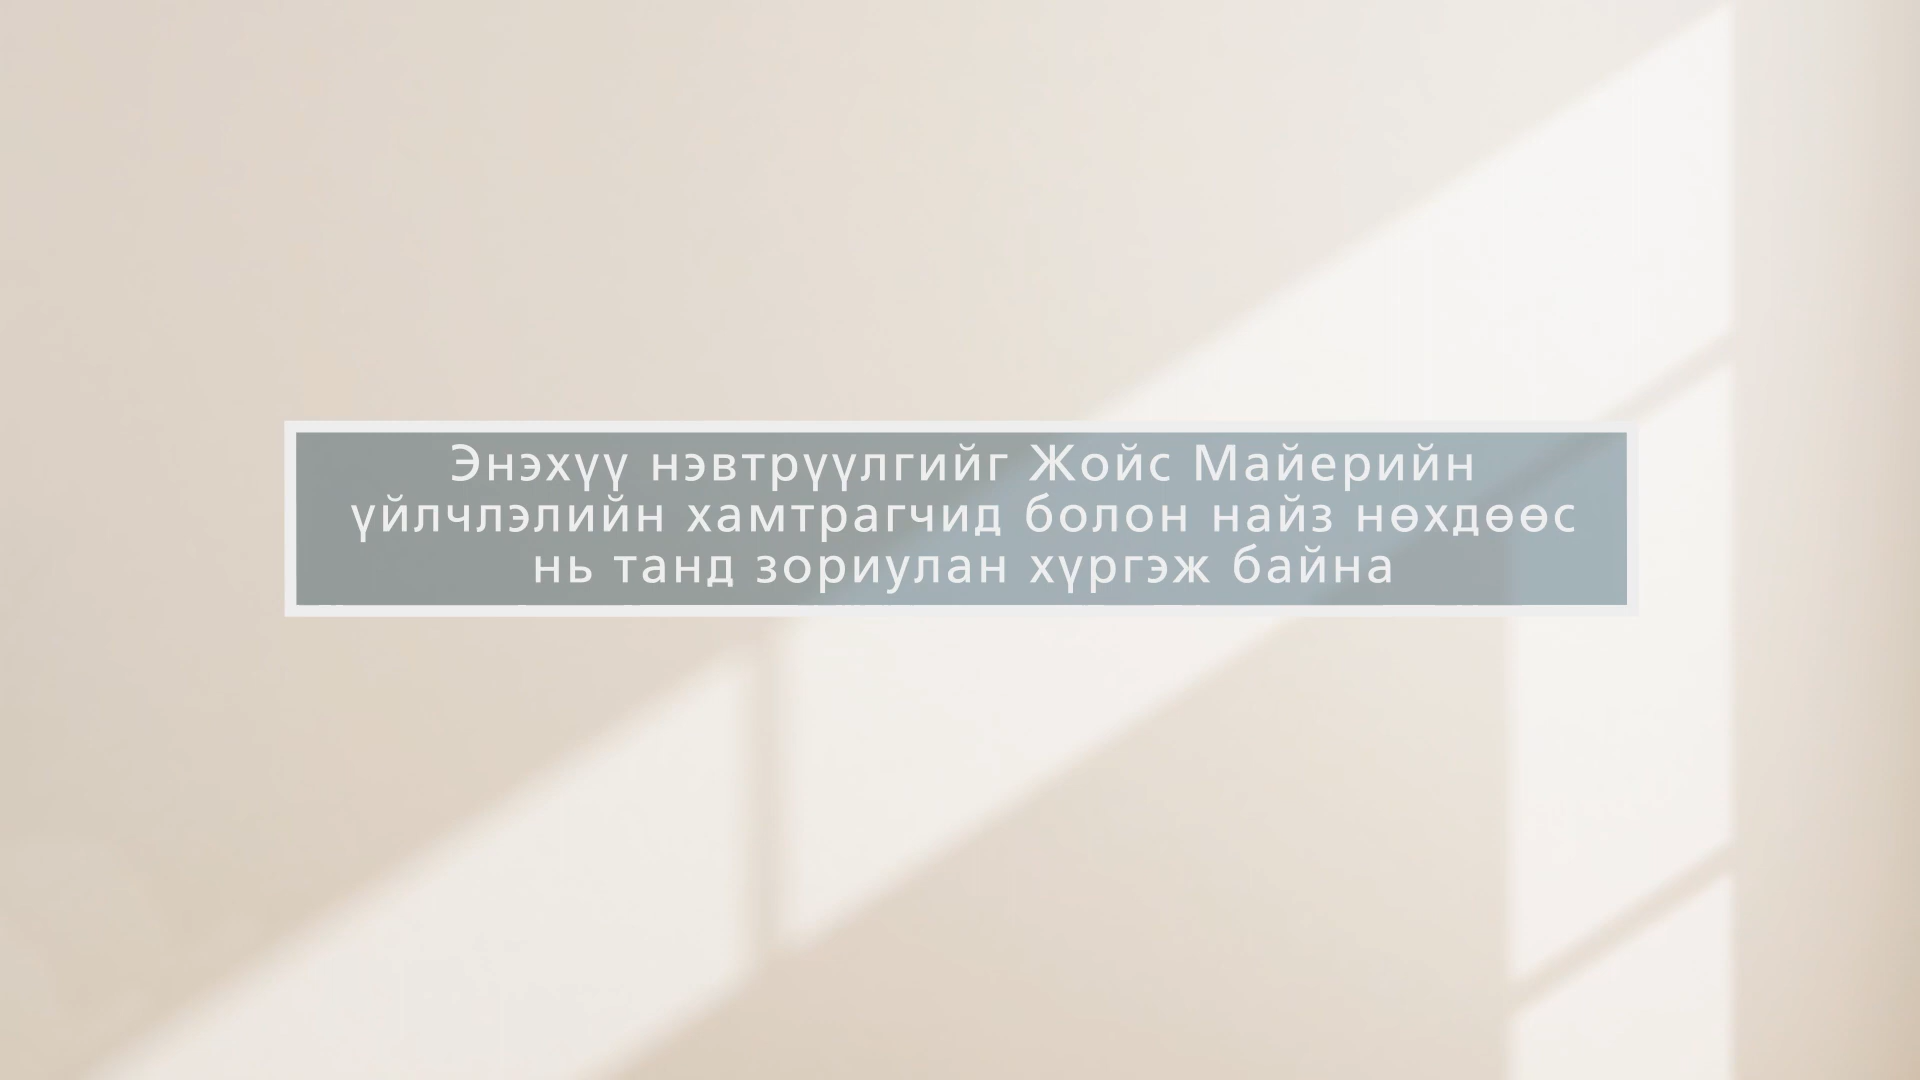 Энэхүү нэвтрүүлгийг Жойс Майерийн
үйлчлэлийн хамтрагчид болон найз нөхдөөс
нь танд зориулан хүргэж байна